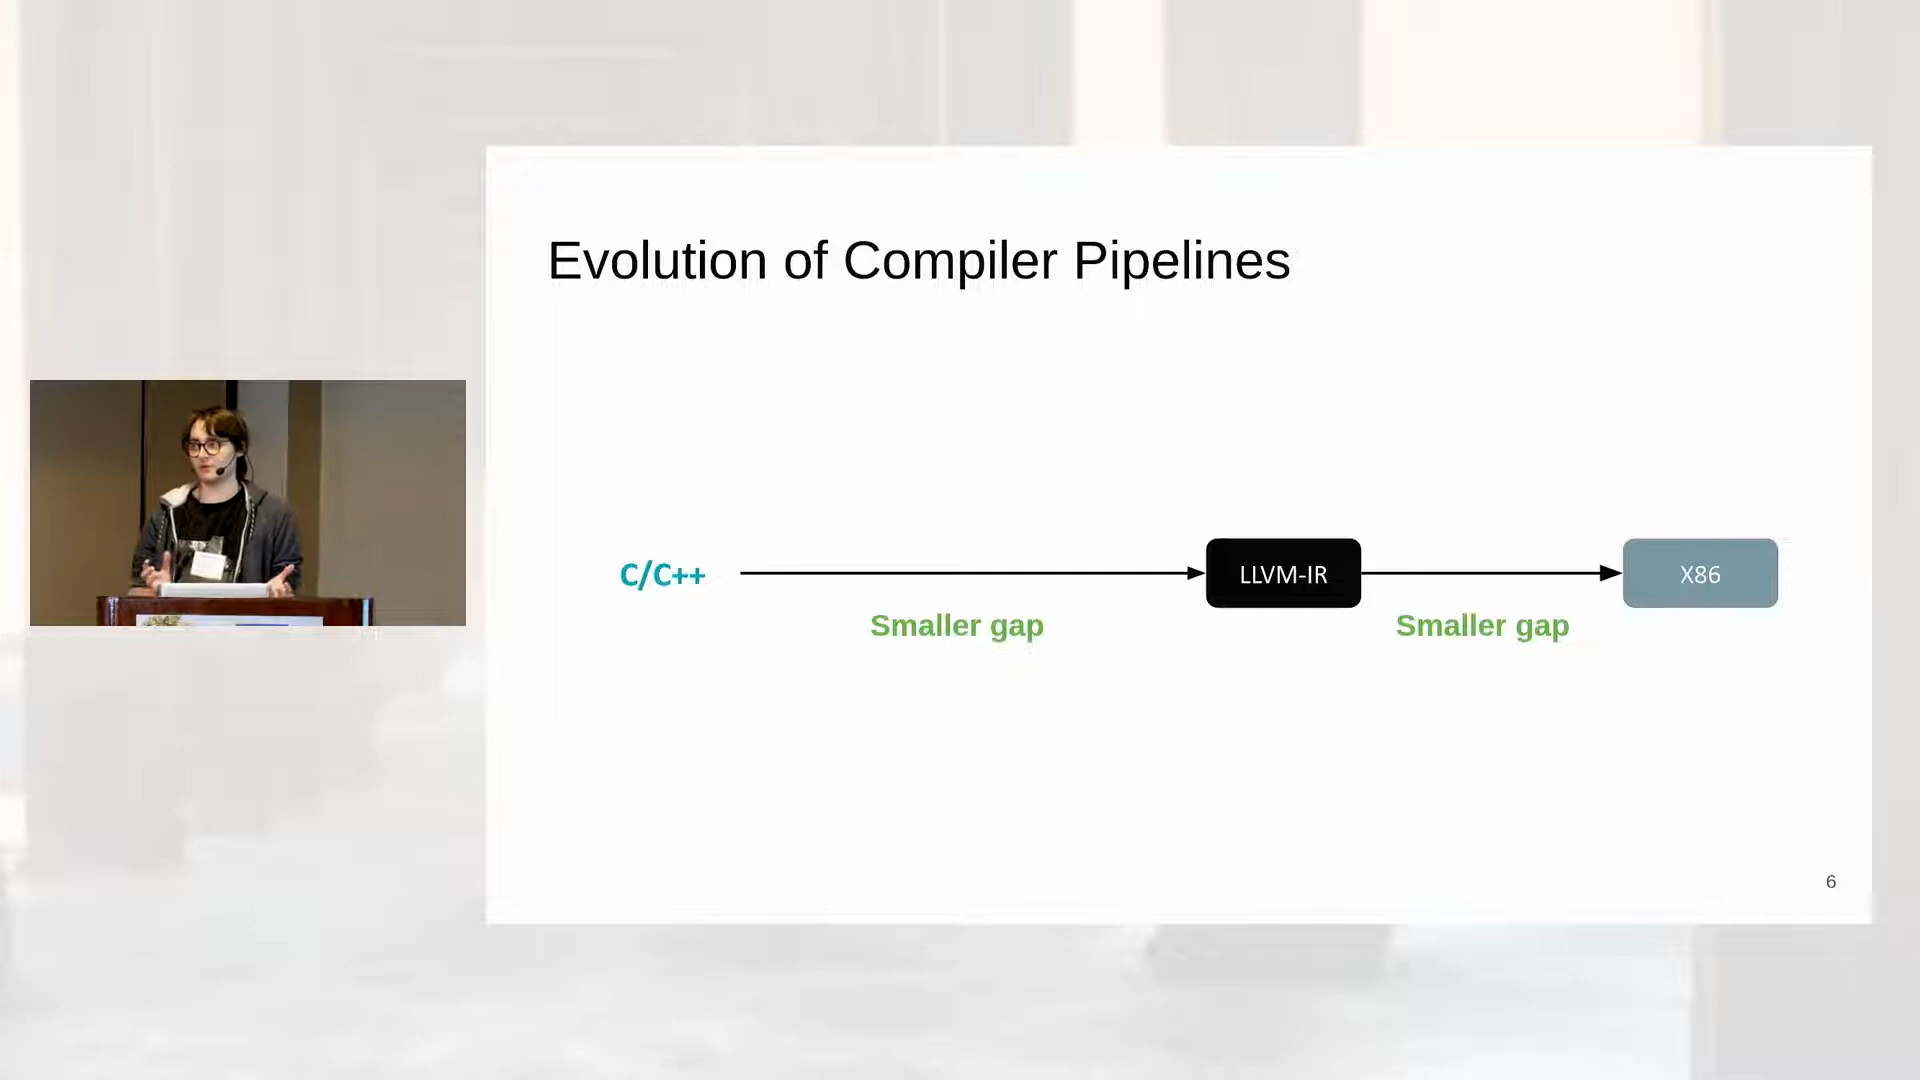 Evolution of Compiler Pipelines
C/C++
LLVM-IR
X86
Smaller gap
Smaller gap
6